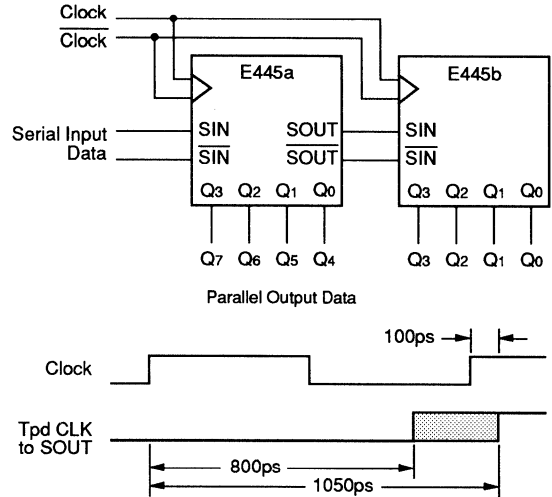 Clock
Clock
E445a
E445b
Serial Input
Data
SIN
SOUT
SIN
SIN
SOUT
SIN
Q3 Q2 Q1 Q0
Q3 Q2 Q1 Q0
Q7 Q6 Q5 Q4
Q3 Q2 Q1 Q0
Parallel Output Data
100ps
Clock
Tpd CLK
to SOUT
800ps
1050ps